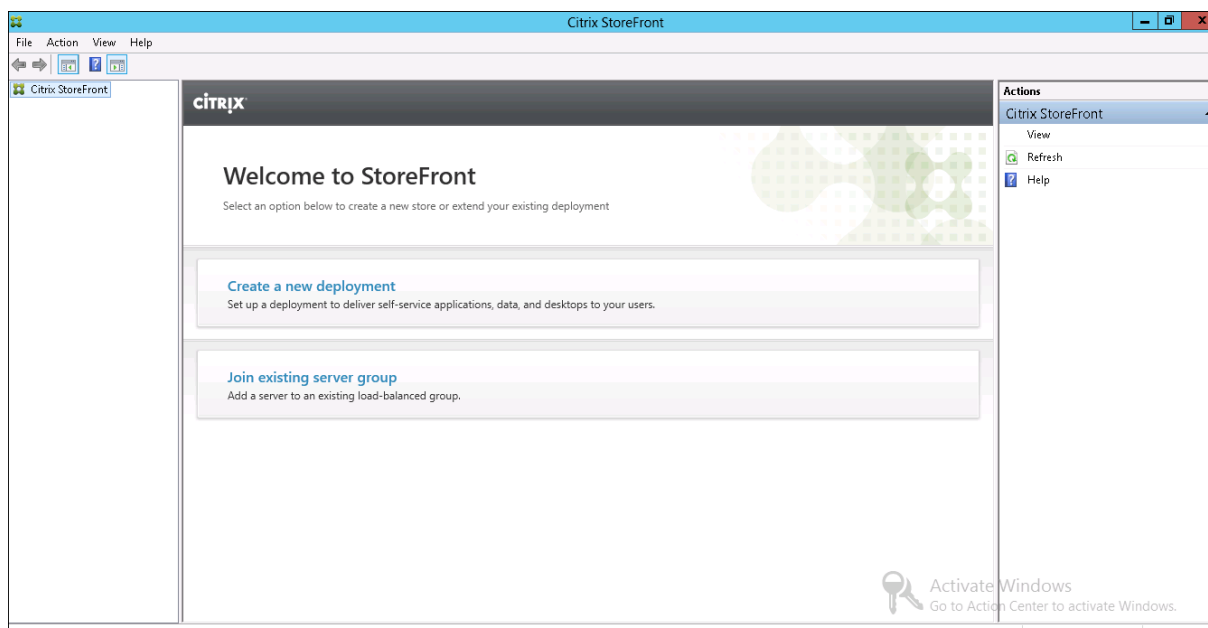 Citrix StoreFront
File Action View Help
Citrix StoreFront
CİTRIX
Welcome to StoreFront
Select an option below to create a new store or extend your existing deployment
Create a new deployment
Set up a deployment to deliver self-service applications, data, and desktops to your users.
Join existing server group
Add a server to an existing load-balanced group.
Actions
Citrix StoreFront
View
Refresh
Help
Activate Windows
Go to Action Center to activate Windows.